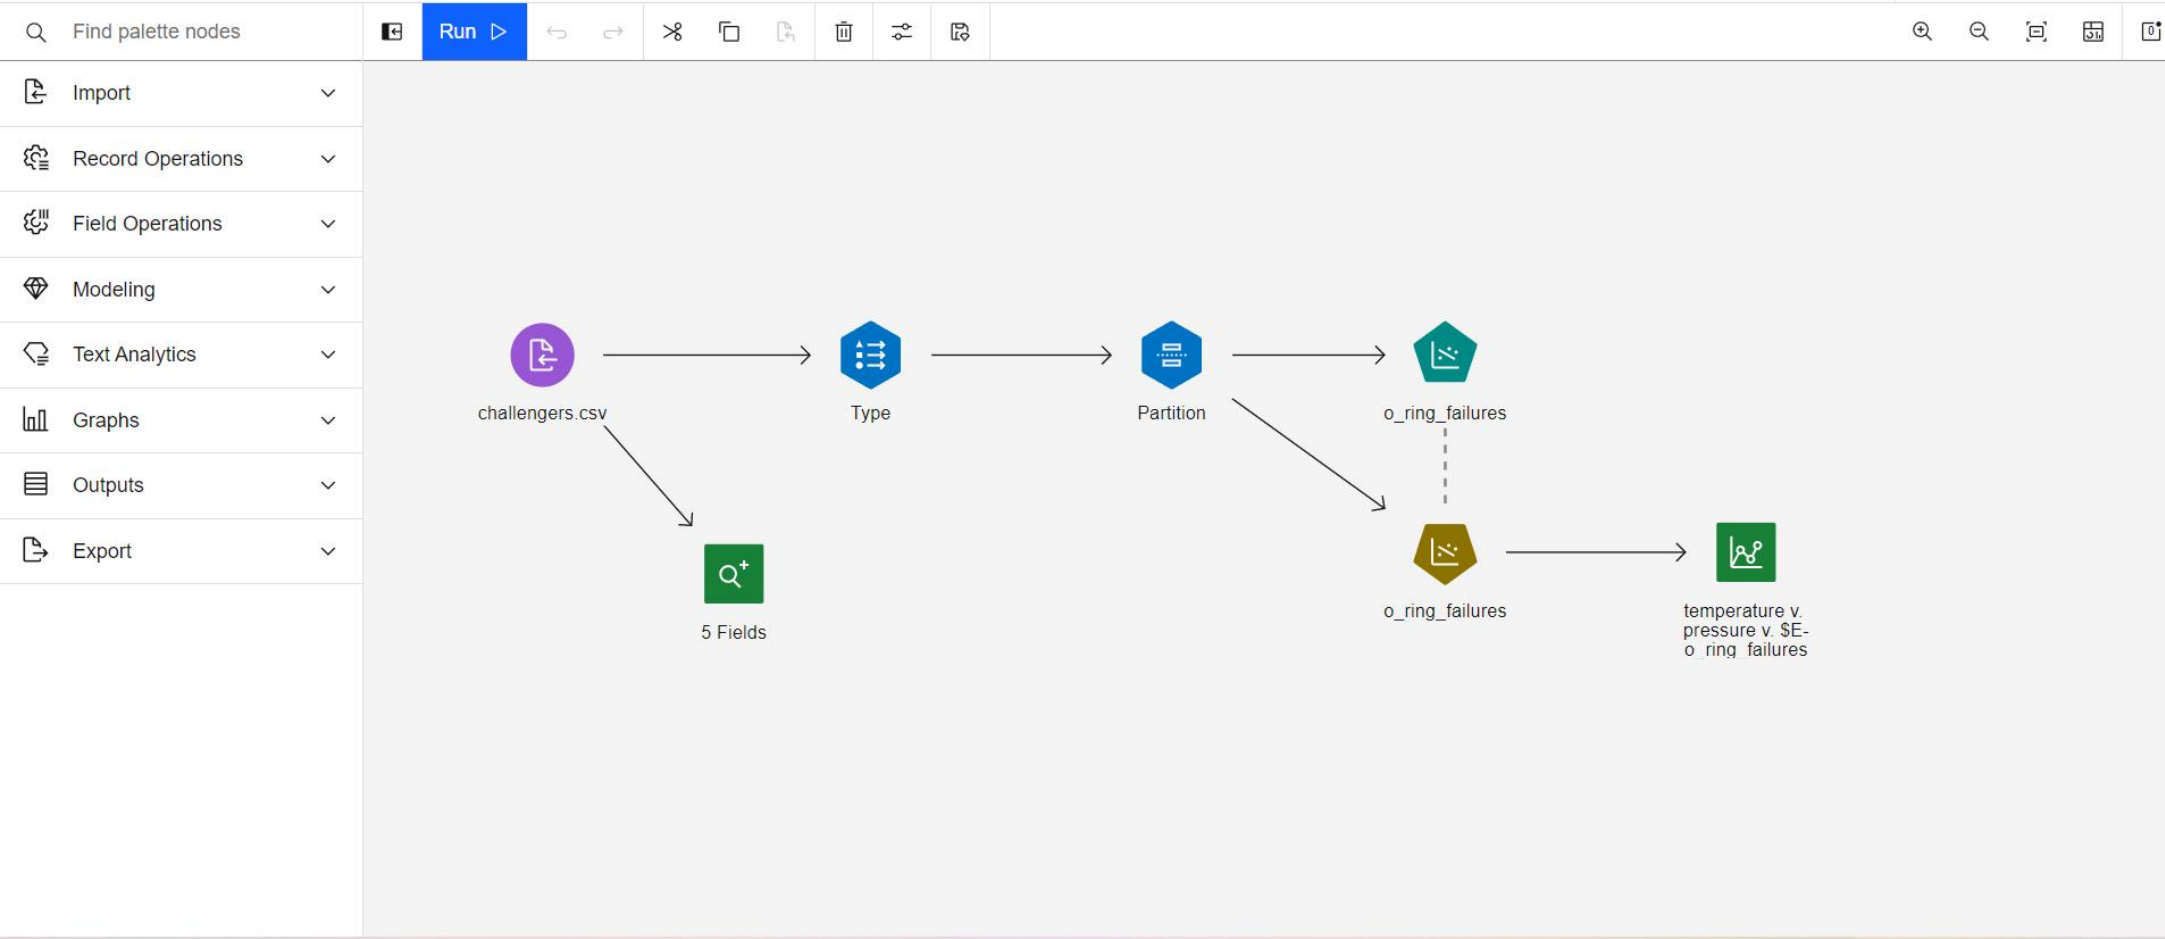 Find palette nodes
Run
Import
Record Operations
Field Operations
Modeling
Text Analytics
Graphs
Outputs
Export
challengers.csv
Type
Partition
o_ring_failures
5 Fields
o_ring_failures
temperature v.
pressure v. $E-
o_ring_failures